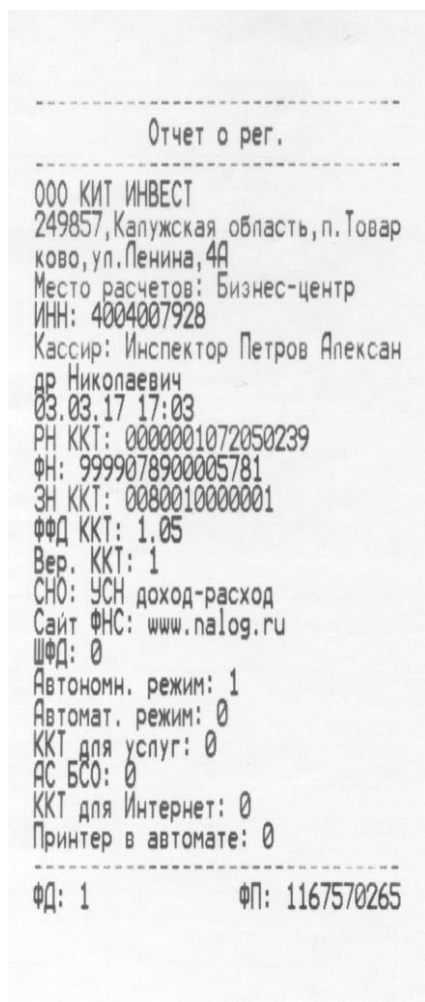 Отчет о рег.
ООО КИТ ИНВЕСТ
249857,Калужская область,п.Товар
ково,ул.Ленина,4А
Место расчетов: Бизнес-центр
ИНН: 4004007928
Кассир: Инспектор Петров Алексан
др Николаевич
03.03.17 17:03
РН ККТ: 0000001072050239
ФН: 9999078900005781
ЗН ККТ: 0080010000001
ФФД ККТ: 1.05
Вер. ККТ: 1
СНО: УСН доход-расход
Сайт ФНС: www.nalog.ru
ШФД: 0
Автономн. режим: 1
Автомат. режим: 0
ККТ для услуг: 0
АС БСО: 0
ККТ для Интернет: 0
Принтер в автомате: 0
ФД: 1 ФП: 1167570265